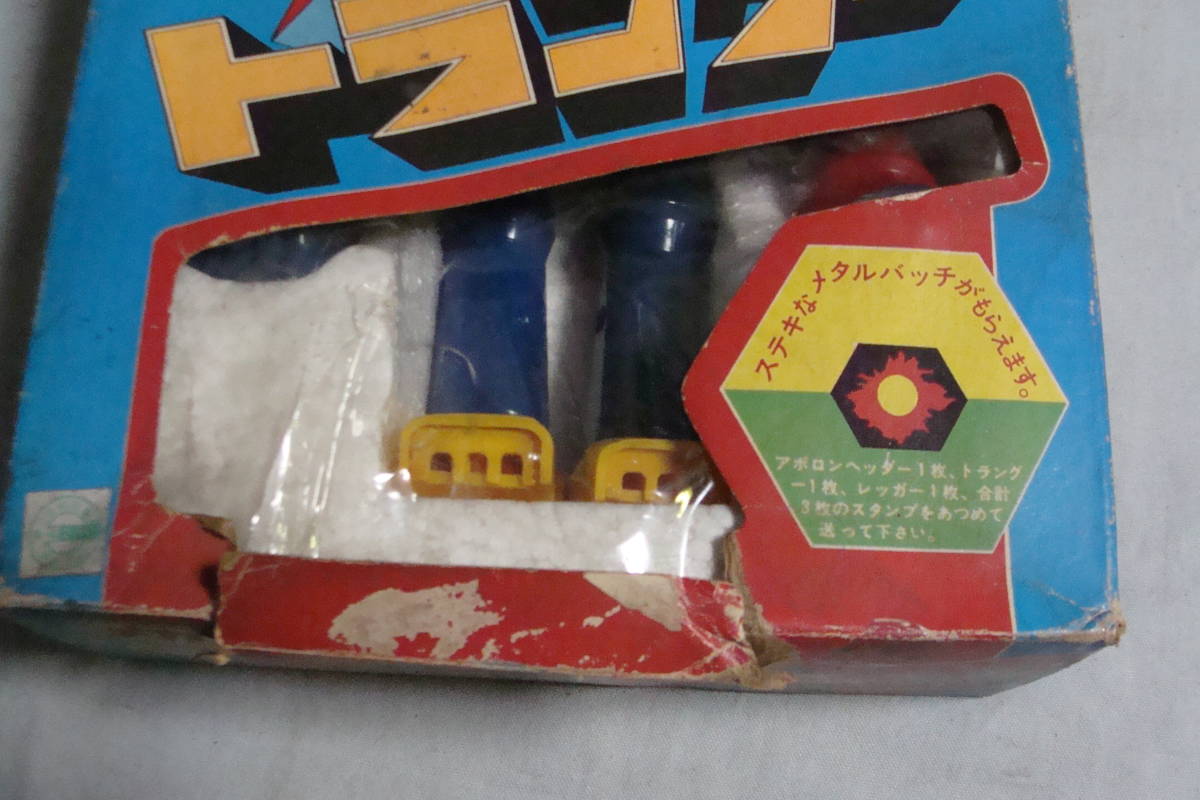 トラング
ステキなメタルバッチがもらえます。
アポロンヘッダー1枚、トラング
ー1枚、レッガー1枚、合計
3枚のスタンプをあつめて
送って下さい。